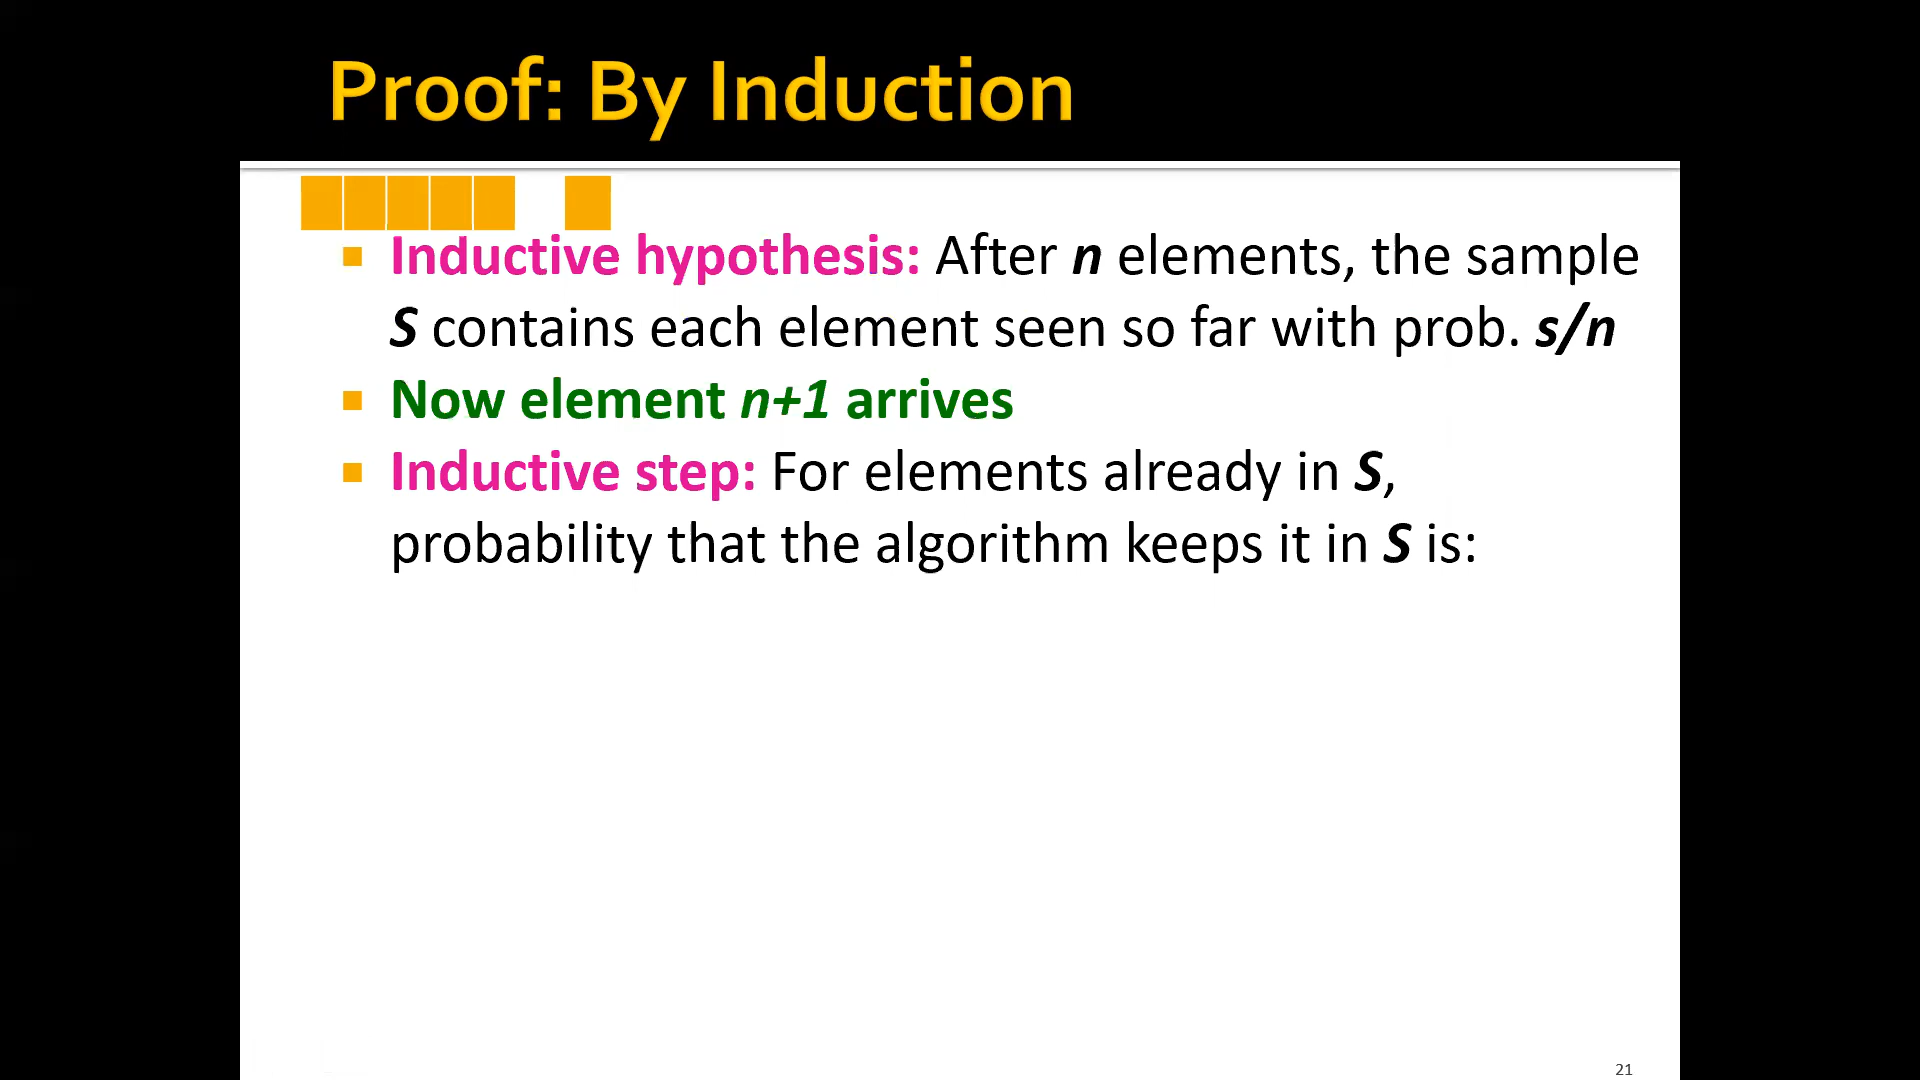 Proof: By Induction
Inductive hypothesis: After n elements, the sample
S contains each element seen so far with prob. s/n
Now element n+1 arrives
Inductive step: For elements already in S,
probability that the algorithm keeps it in S is:
21